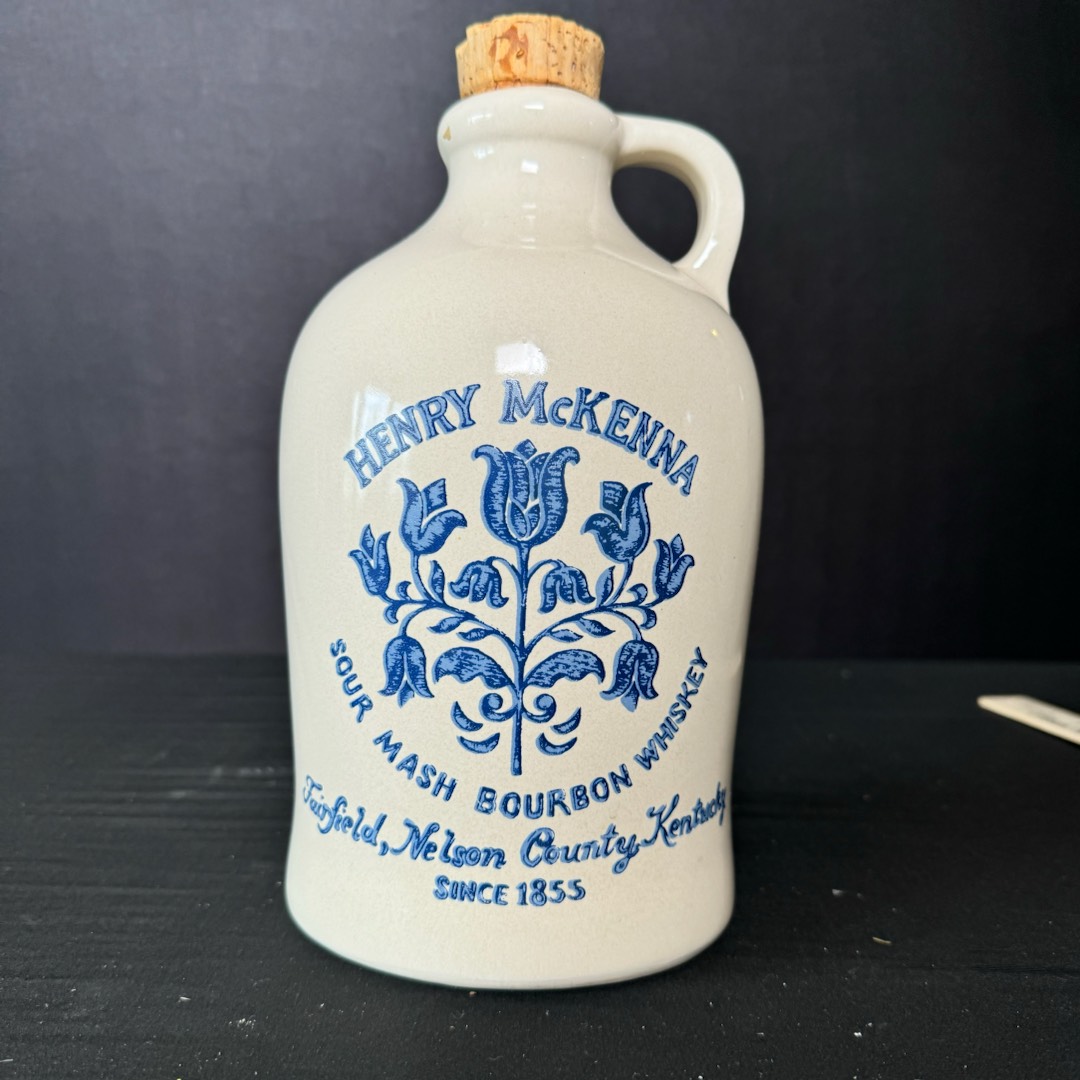 HENRY McKENNA
SOUR MASH BOURBON WHISKEY
Fairfield, Nelson County, Kentucky
SINCE 1855